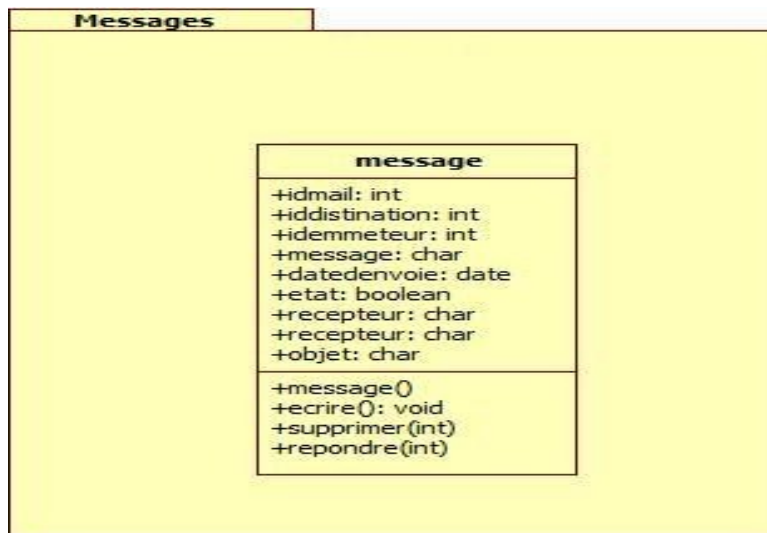 Messages
message
+idmail: int
+iddistination: int
+idemmeteur: int
+message: char
+datedenvoie: date
+etat: boolean
+recepteur: char
+recepteur: char
+objet: char
+message()
+ecrire(): void
+supprimer(int)
+repondre(int)